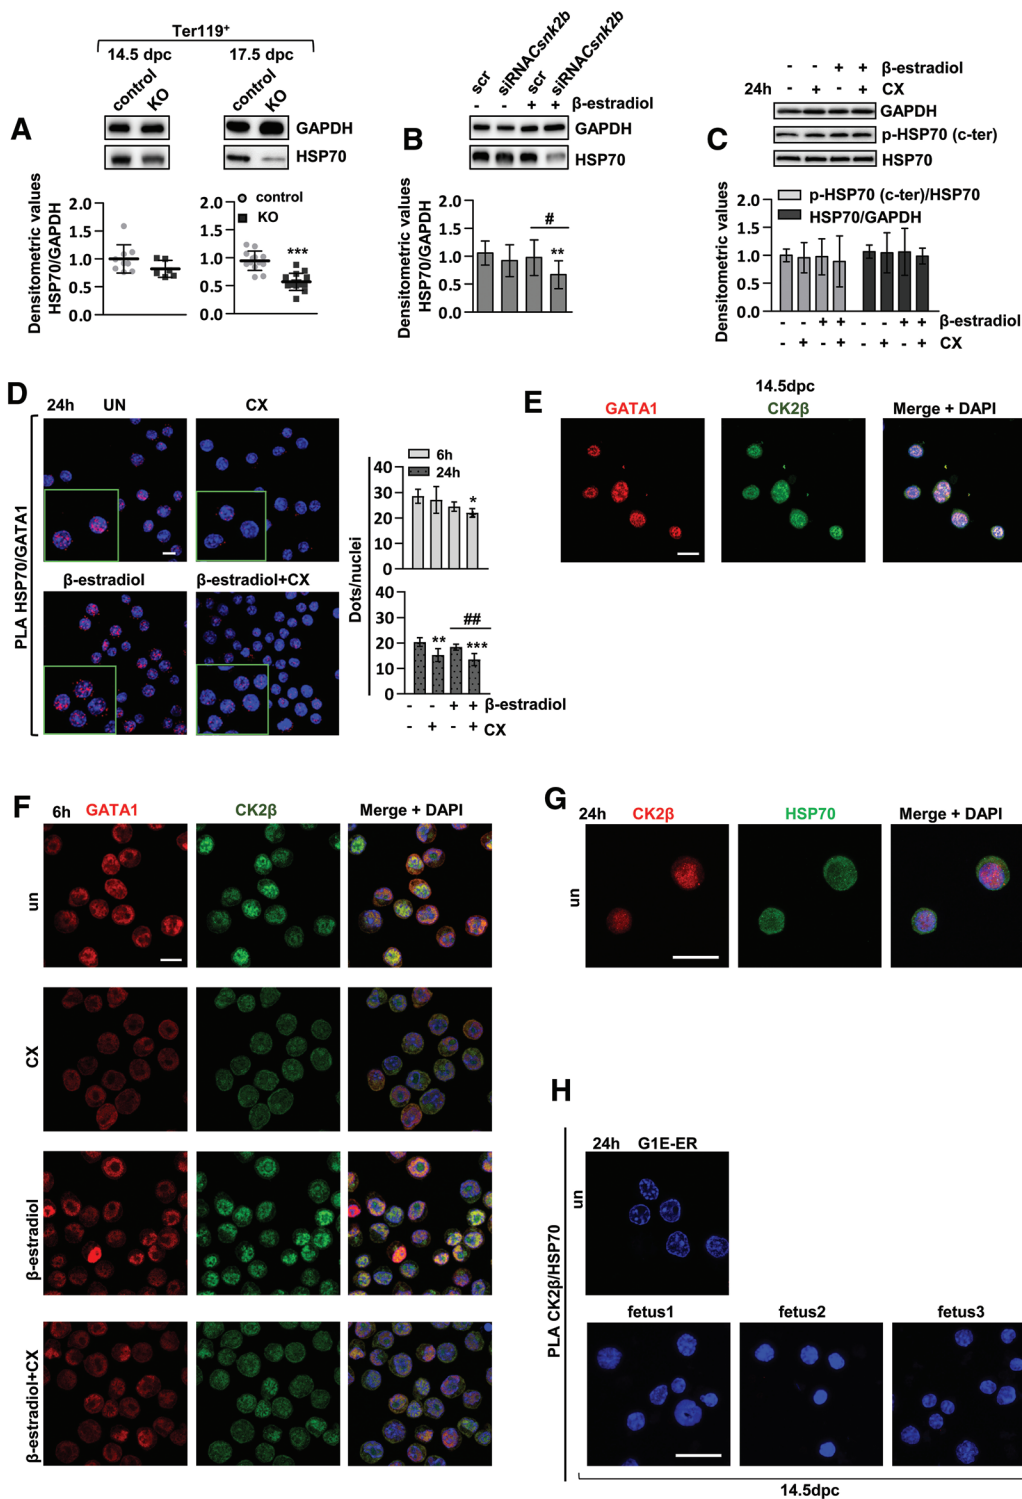 Ter119+
14.5 dpc 17.5 dpc
control KO control KO
A
GAPDH
HSP70
Densitometric values
HSP70/GAPDH
2.0
1.5
1.0
0.5
0.0
2.0
1.5
1.0
0.5
0.0
control
KO
***
B
scr siRNACsnk2b scr siRNACsnk2b
- - + + β-estradiol
GAPDH
HSP70
Densitometric values
HSP70/GAPDH
2.0
1.5
1.0
0.5
0.0
#
**
C
- - + + β-estradiol
24h - + - + CX
GAPDH
p-HSP70 (c-ter)
HSP70
p-HSP70 (c-ter)/HSP70
HSP70/GAPDH
Densitometric values
2.0
1.5
1.0
0.5
0.0
- - + + - - + + β-estradiol
- + - + - + - + CX
D
24h UN CX
β-estradiol β-estradiol+CX
PLA HSP70/GATA1
6h
24h
Dots/nuclei
40
30
20
10
0
*
40
30
20
10
0
**
##
***
- - + + β-estradiol
- + - + CX
E
14.5dpc
GATA1 CK2β Merge + DAPI
F
6h GATA1 CK2β Merge + DAPI
un
CX
β-estradiol
β-estradiol+CX
G
24h CK2β HSP70 Merge + DAPI
un
H
24h G1E-ER
un
PLA CK2β/HSP70
fetus1 fetus2 fetus3
14.5dpc